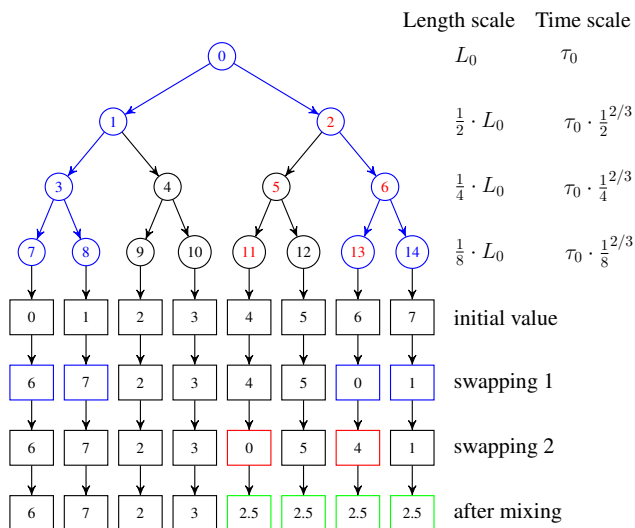 Length scale Time scale
0 L₀ τ₀
1 2 1/2 · L₀ τ₀ · 1/2^{2/3}
3 4 5 6 1/4 · L₀ τ₀ · 1/4^{2/3}
7 8 9 10 11 12 13 14 1/8 · L₀ τ₀ · 1/8^{2/3}
0 1 2 3 4 5 6 7 initial value
6 7 2 3 4 5 0 1 swapping 1
6 7 2 3 0 5 4 1 swapping 2
6 7 2 3 2.5 2.5 2.5 2.5 after mixing